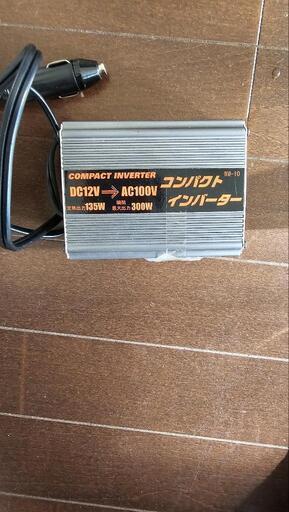 COMPACT INVERTER
DC12V→AC100V
定格出力135W 瞬間最大出力300W
コンパクト
インバーター